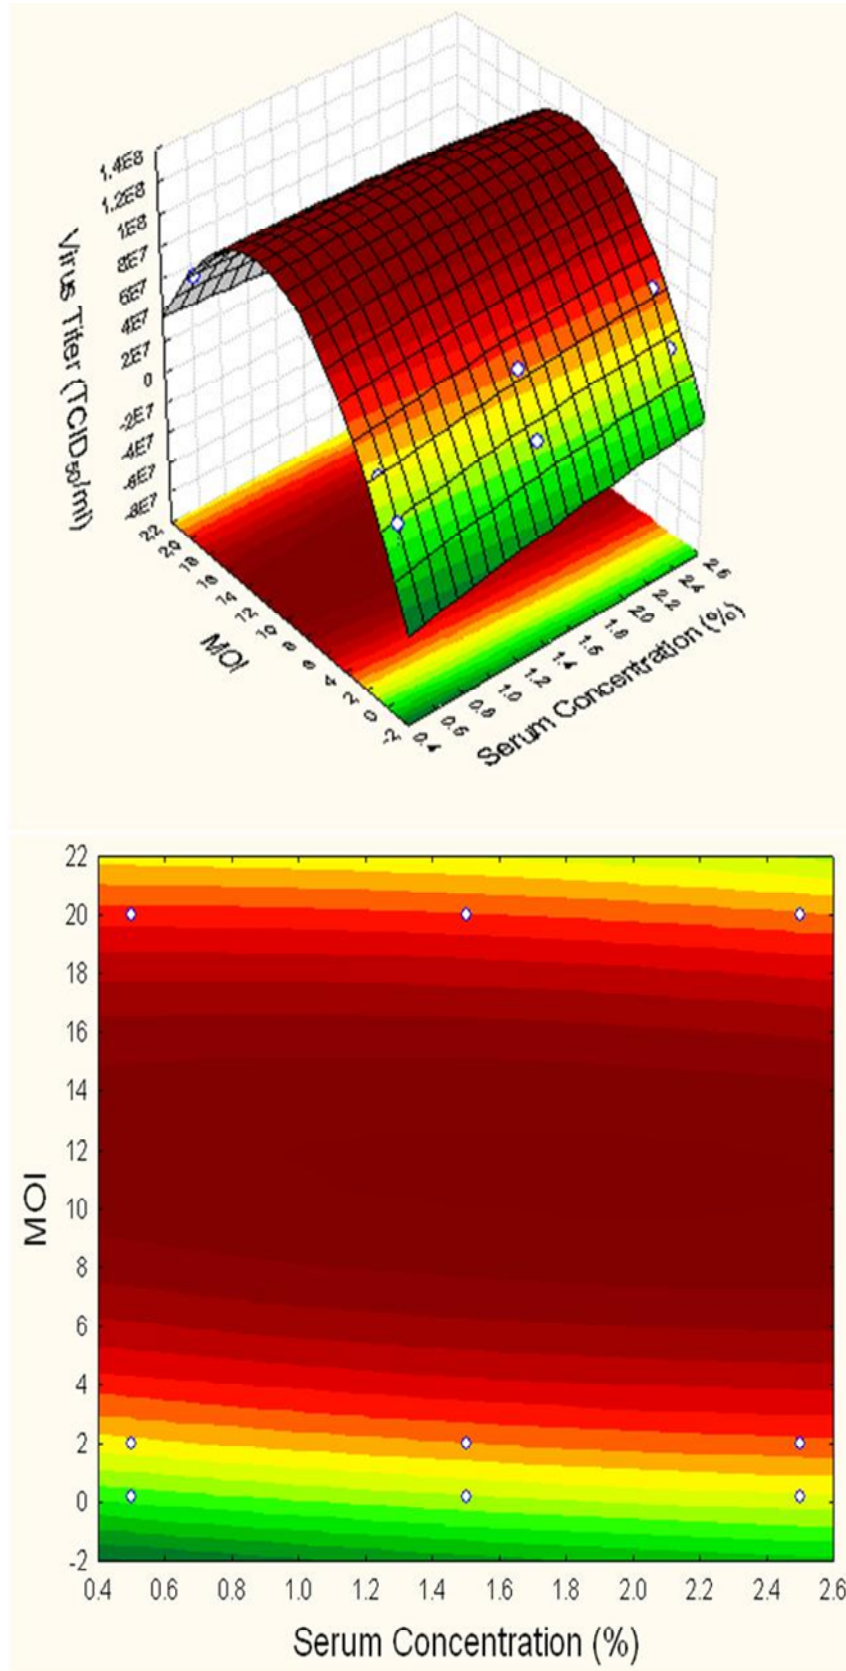 1.4E8
1.2E8
1E8
8E7
6E7
4E7
2E7
0
-2E7
-4E7
-6E7
-8E7
Virus Titer (TCID50/ml)
22
20
18
16
14
12
10
8
6
4
2
0
-2
MOI
0.4
0.6
0.8
1.0
1.2
1.4
1.6
1.8
2.0
2.2
2.4
2.6
Serum Concentration (%)
22
20
18
16
14
12
10
8
6
4
2
0
-2
MOI
0.4 0.6 0.8 1.0 1.2 1.4 1.6 1.8 2.0 2.2 2.4 2.6
Serum Concentration (%)